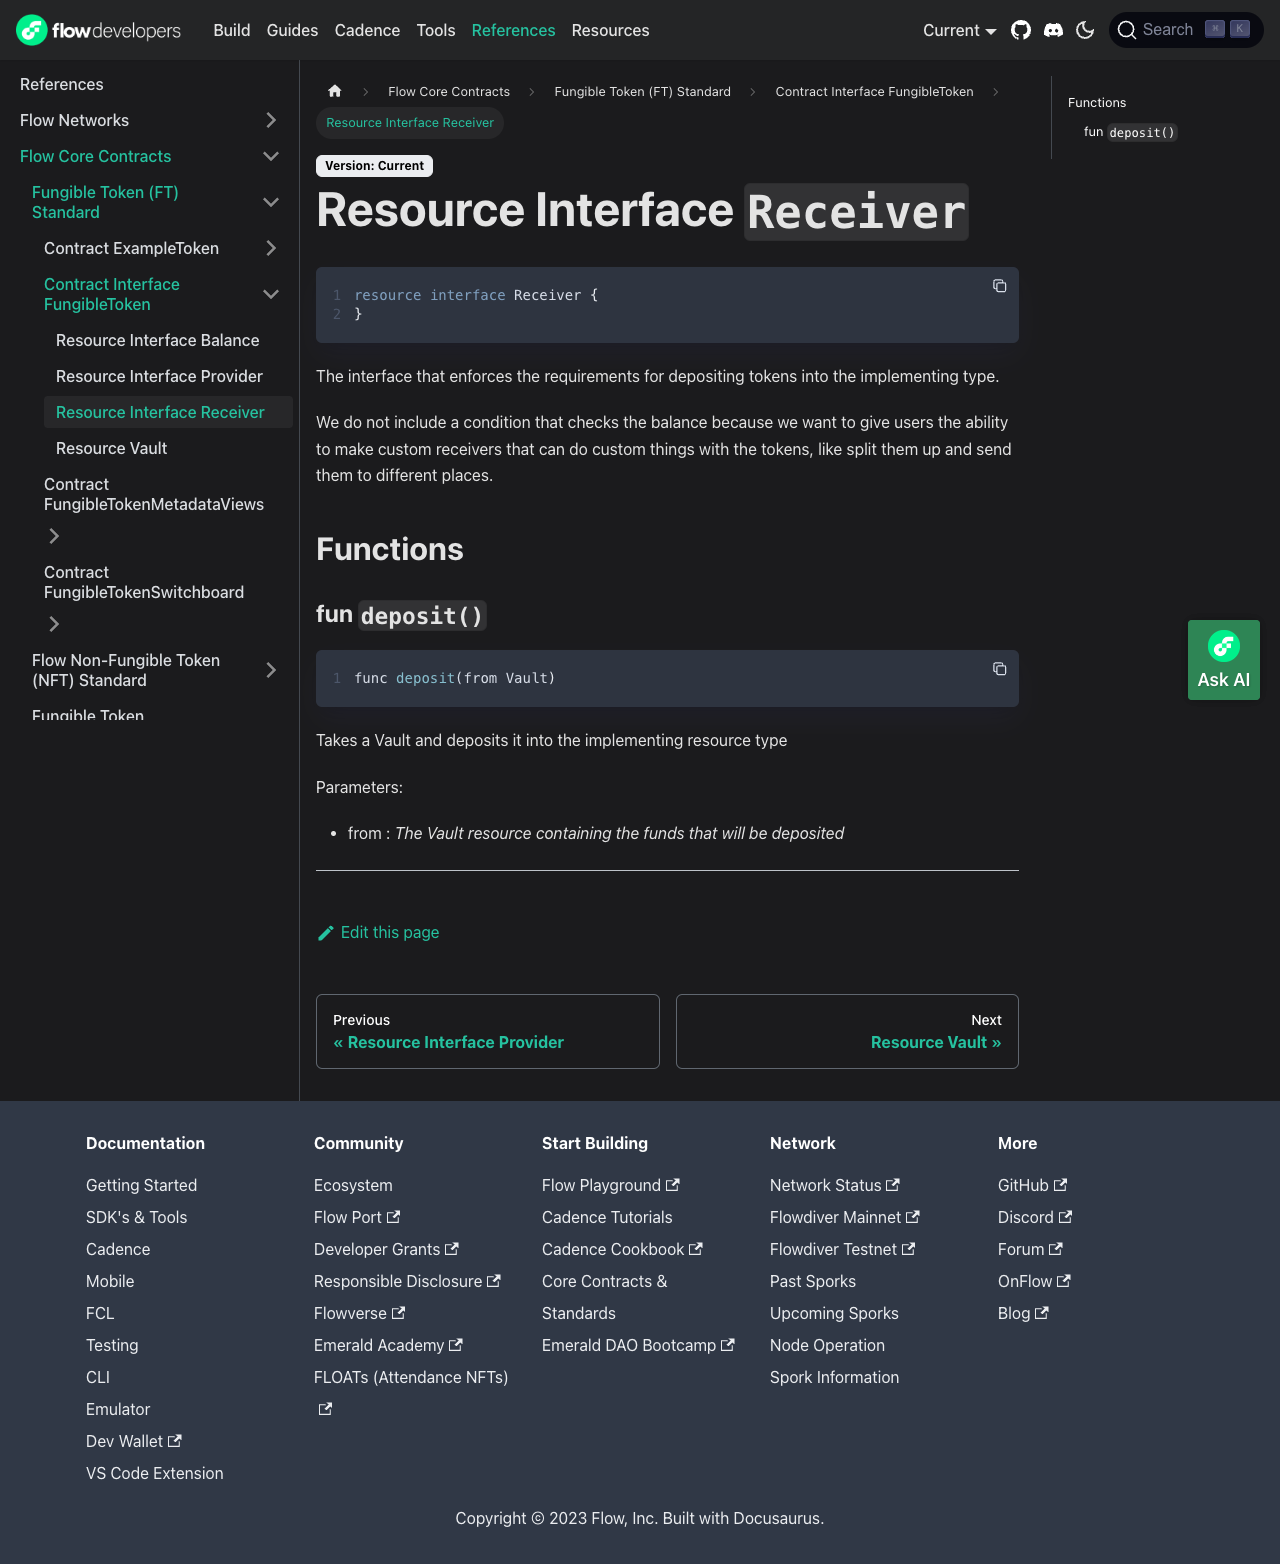 flowdevelopers
Build Guides Cadence Tools References Resources
Current
Search ⌘ K
References
Flow Networks
Flow Core Contracts
Fungible Token (FT)
Standard
Contract ExampleToken
Contract Interface
FungibleToken
Resource Interface Balance
Resource Interface Provider
Resource Interface Receiver
Resource Vault
Contract
FungibleTokenMetadataViews
Contract
FungibleTokenSwitchboard
Flow Non-Fungible Token
(NFT) Standard
Fungible Token
Flow Core Contracts Fungible Token (FT) Standard Contract Interface FungibleToken
Resource Interface Receiver
Version: Current
Resource Interface Receiver
1 resource interface Receiver {
2 }
The interface that enforces the requirements for depositing tokens into the implementing type.
We do not include a condition that checks the balance because we want to give users the ability
to make custom receivers that can do custom things with the tokens, like split them up and send
them to different places.
Functions
fun deposit()
1 func deposit(from Vault)
Takes a Vault and deposits it into the implementing resource type
Parameters:
• from : The Vault resource containing the funds that will be deposited
Edit this page
Previous
« Resource Interface Provider
Next
Resource Vault »
Functions
fun deposit()
Ask AI
Documentation
Getting Started
SDK's & Tools
Cadence
Mobile
FCL
Testing
CLI
Emulator
Dev Wallet
VS Code Extension
Community
Ecosystem
Flow Port
Developer Grants
Responsible Disclosure
Flowverse
Emerald Academy
FLOATs (Attendance NFTs)
Start Building
Flow Playground
Cadence Tutorials
Cadence Cookbook
Core Contracts &
Standards
Emerald DAO Bootcamp
Network
Network Status
Flowdiver Mainnet
Flowdiver Testnet
Past Sporks
Upcoming Sporks
Node Operation
Spork Information
More
GitHub
Discord
Forum
OnFlow
Blog
Copyright © 2023 Flow, Inc. Built with Docusaurus.